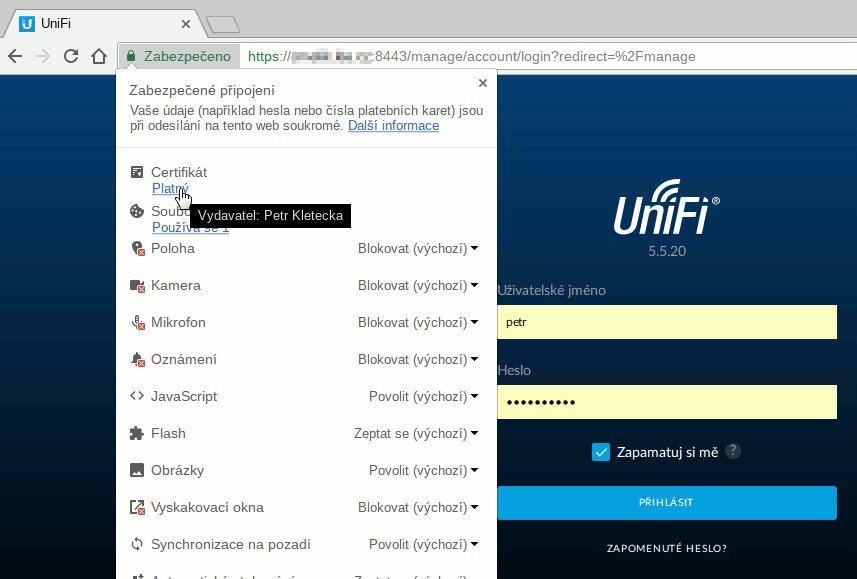 UniFi
Zabezpečeno
https:// :8443/manage/account/login?redirect=%2Fmanage
Zabezpečené připojení
Vaše údaje (například hesla nebo čísla platebních karet) jsou
při odesílání na tento web soukromé. Další informace
Certifikát
Platný
Vydavatel: Petr Kletecka
Používá se 1
Poloha Blokovat (výchozí)
Kamera Blokovat (výchozí)
Mikrofon Blokovat (výchozí)
Oznámení Blokovat (výchozí)
JavaScript Povolit (výchozí)
Flash Zeptat se (výchozí)
Obrázky Povolit (výchozí)
Vyskakovací okna Blokovat (výchozí)
Synchronizace na pozadí Povolit (výchozí)
UniFi®
5.5.20
Uživatelské jméno
petr
Heslo
••••••••••
Zapamatuj si mě ?
PŘIHLÁSIT
ZAPOMENUTÉ HESLO?